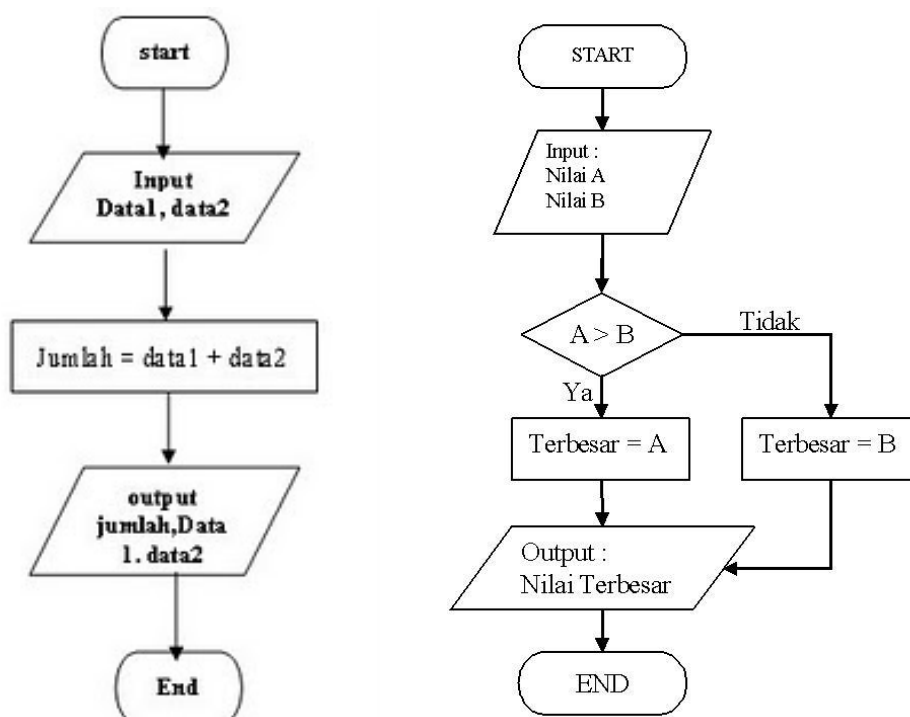 start
Input
Data1, data2
Jumlah = data1 + data2
output
jumlah,Data
1. data2
End
START
Input :
Nilai A
Nilai B
A > B
Tidak
Ya
Terbesar = A
Terbesar = B
Output :
Nilai Terbesar
END